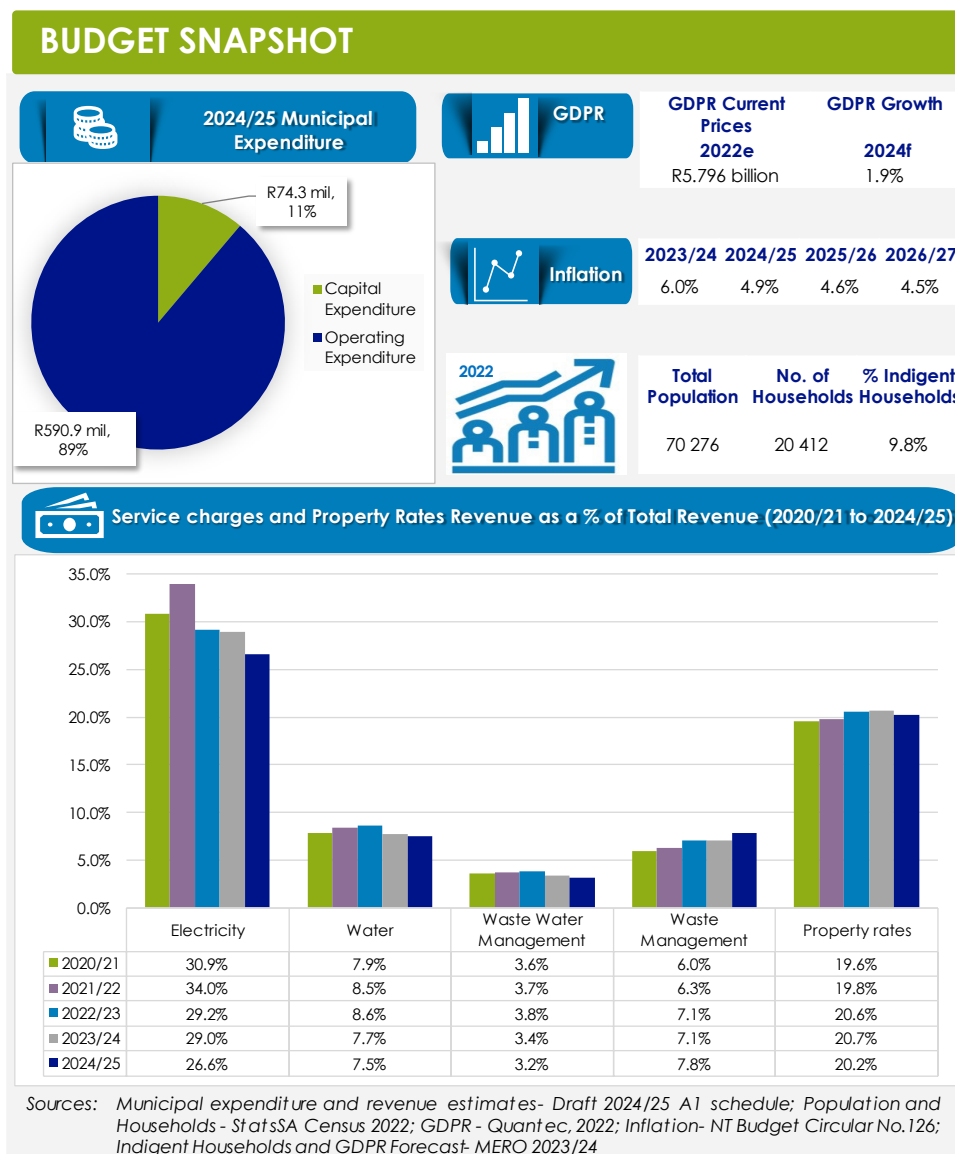 BUDGET SNAPSHOT
2024/25 Municipal
Expenditure
R74.3 mil,
11%
Capital
Expenditure
Operating
Expenditure
R590.9 mil,
89%
GDPR
GDPR Current
Prices
GDPR Growth
2022e
2024f
R5.796 billion
1.9%
Inflation
2023/24 2024/25 2025/26 2026/27
6.0% 4.9% 4.6% 4.5%
2022
Total
Population
No. of
Households
% Indigent
Households
70 276 20 412 9.8%
Service charges and Property Rates Revenue as a % of Total Revenue (2020/21 to 2024/25)
35.0%
30.0%
25.0%
20.0%
15.0%
10.0%
5.0%
0.0%
Electricity
Water
Waste Water
Management
Waste
Management
Property rates
2020/21 30.9% 7.9% 3.6% 6.0% 19.6%
2021/22 34.0% 8.5% 3.7% 6.3% 19.8%
2022/23 29.2% 8.6% 3.8% 7.1% 20.6%
2023/24 29.0% 7.7% 3.4% 7.1% 20.7%
2024/25 26.6% 7.5% 3.2% 7.8% 20.2%
Sources: Municipal expenditure and revenue estimates- Draft 2024/25 A1 schedule; Population and
Households - StatsSA Census 2022; GDPR - Quantec, 2022; Inflation- NT Budget Circular No.126;
Indigent Households and GDPR Forecast- MERO 2023/24